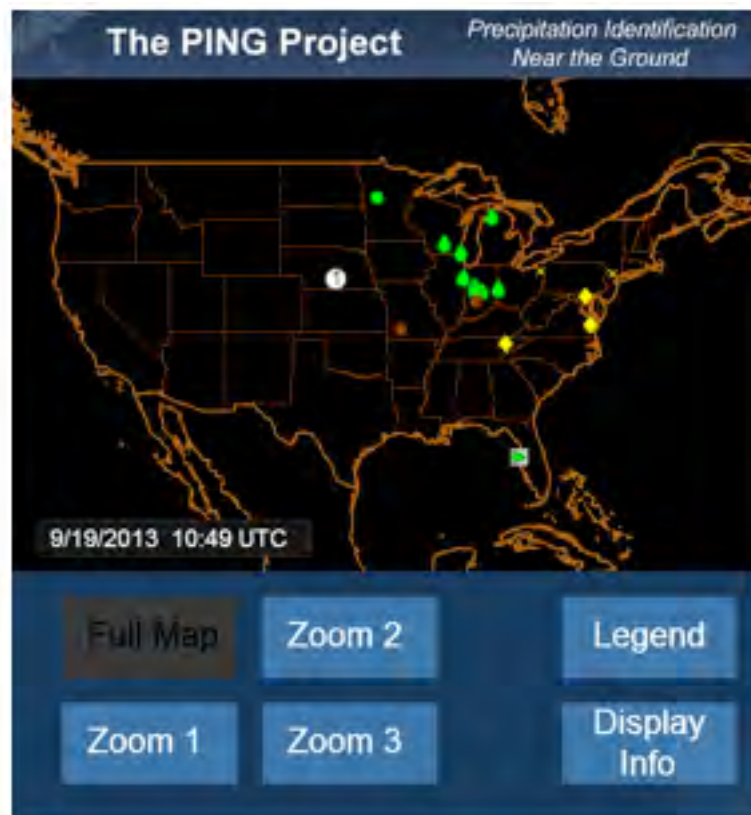 The PING Project
Precipitation Identification
Near the Ground
9/19/2013 10:49 UTC
Full Map
Zoom 2
Legend
Zoom 1
Zoom 3
Display
Info